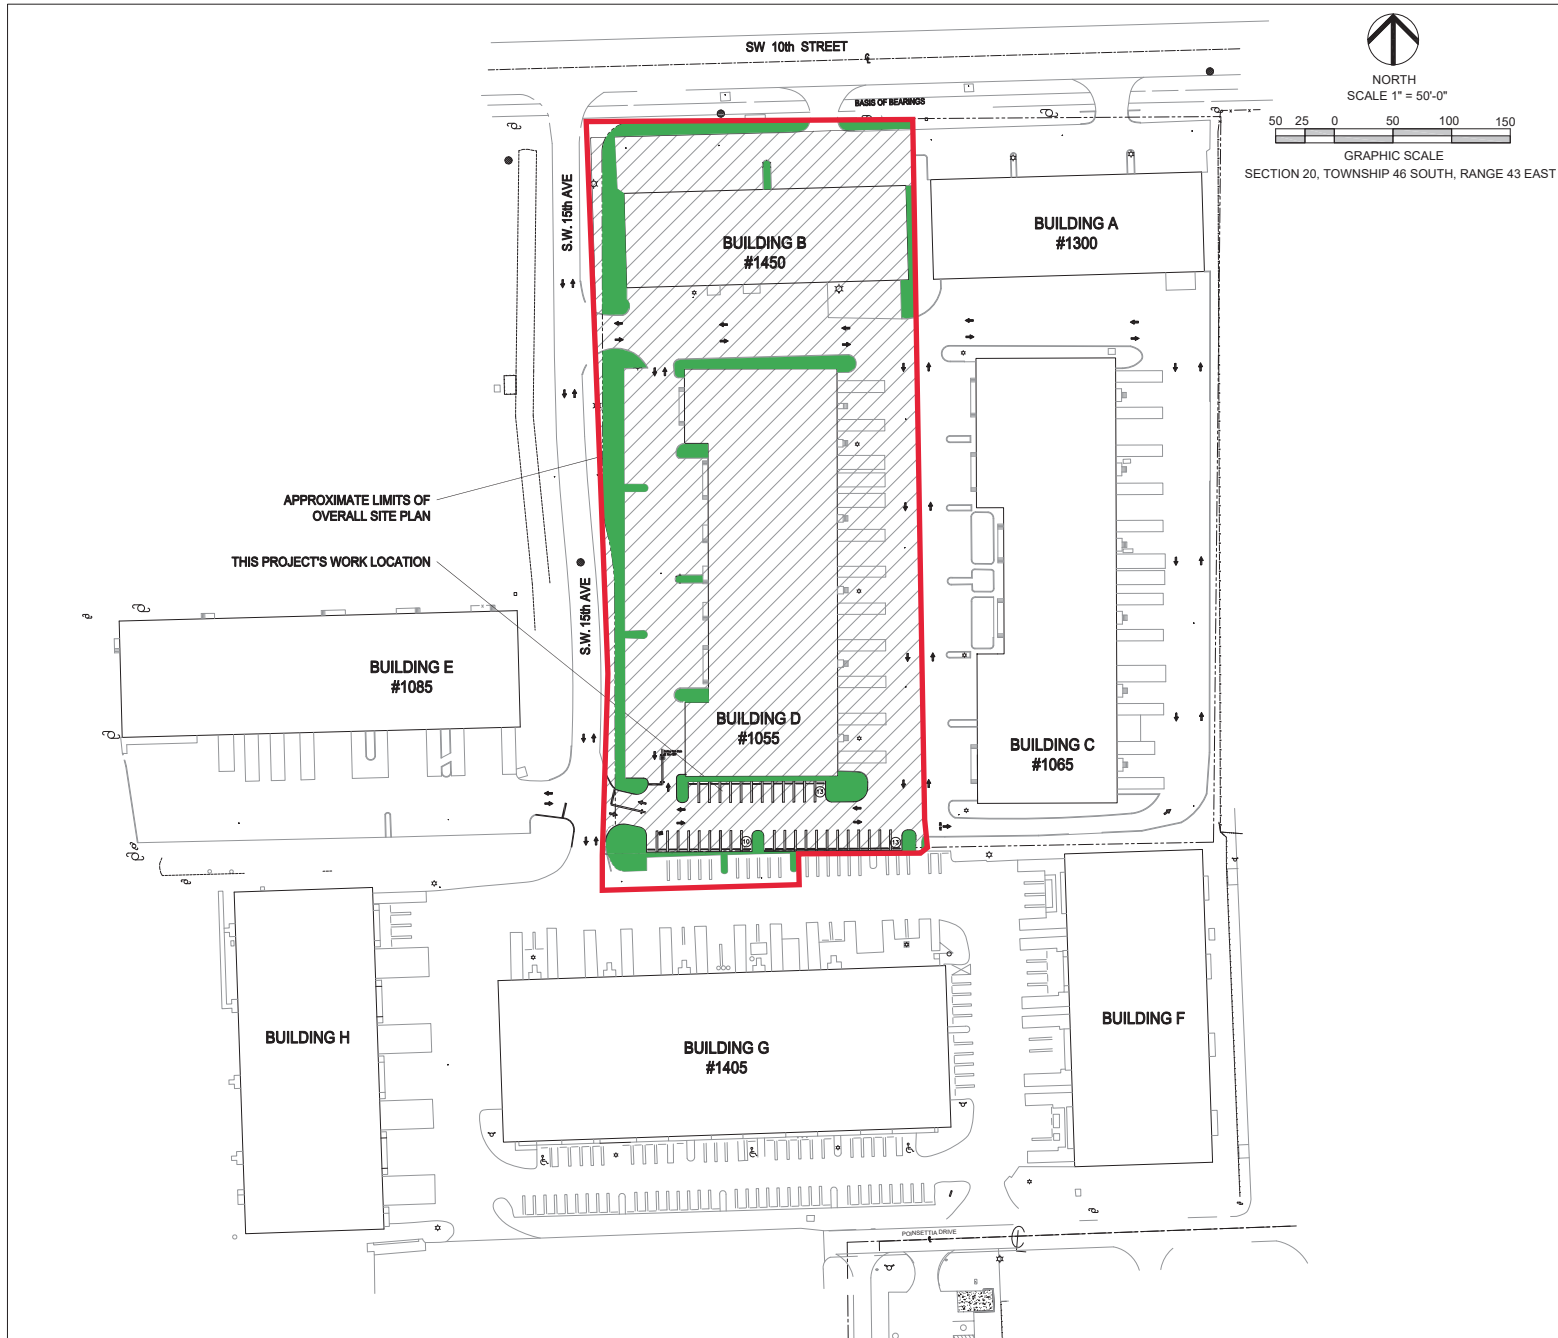 SW 10th STREET
NORTH
SCALE 1" = 50'-0"
BASIS OF BEARINGS
50 25 0 50 100 150
GRAPHIC SCALE
SECTION 20, TOWNSHIP 46 SOUTH, RANGE 43 EAST
S.W. 15th AVE
BUILDING B
#1450
BUILDING A
#1300
APPROXIMATE LIMITS OF
OVERALL SITE PLAN
THIS PROJECT'S WORK LOCATION
S.W. 15th AVE
BUILDING E
#1085
BUILDING D
#1055
BUILDING C
#1065
13
10
13
BUILDING H
BUILDING G
#1405
BUILDING F
POINSETTIA DRIVE